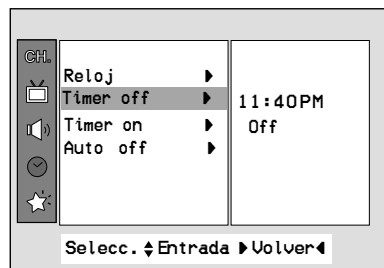 CH.
Reloj
Timer off
Timer on
Auto off
11:40PM
Off
Selecc. Entrada Volver